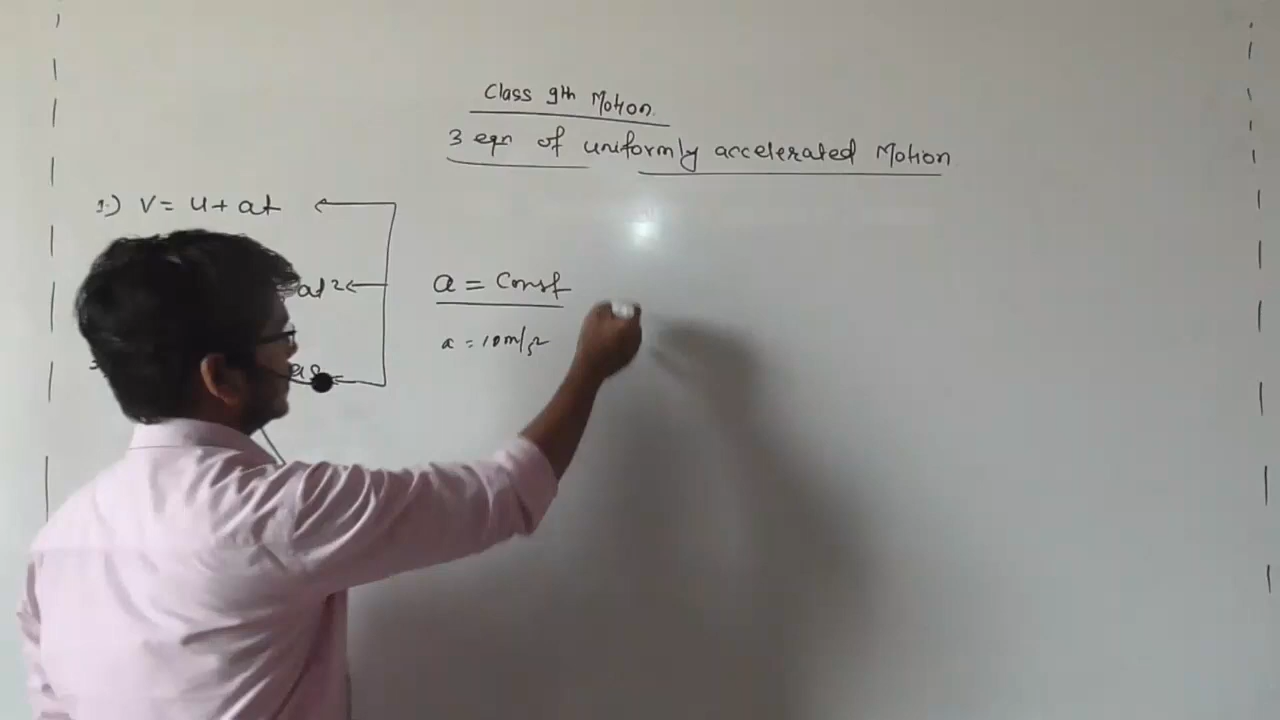 Class 9th Motion
3 eqn of uniformly accelerated Motion
1.) v = u + at
at²
a = Const
a = 10m/s²
as